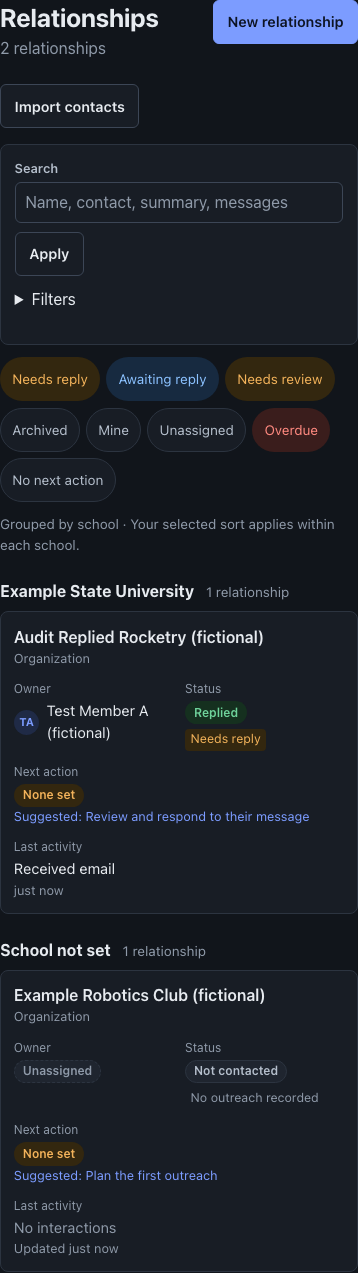 Relationships
New relationship
2 relationships
Import contacts
Search
Name, contact, summary, messages
Apply
Filters
Needs reply
Awaiting reply
Needs review
Archived
Mine
Unassigned
Overdue
No next action
Grouped by school · Your selected sort applies within
each school.
Example State University 1 relationship
Audit Replied Rocketry (fictional)
Organization
Owner
Status
TA
Test Member A
(fictional)
Replied
Needs reply
Next action
None set
Suggested: Review and respond to their message
Last activity
Received email
just now
School not set 1 relationship
Example Robotics Club (fictional)
Organization
Owner
Status
Unassigned
Not contacted
No outreach recorded
Next action
None set
Suggested: Plan the first outreach
Last activity
No interactions
Updated just now